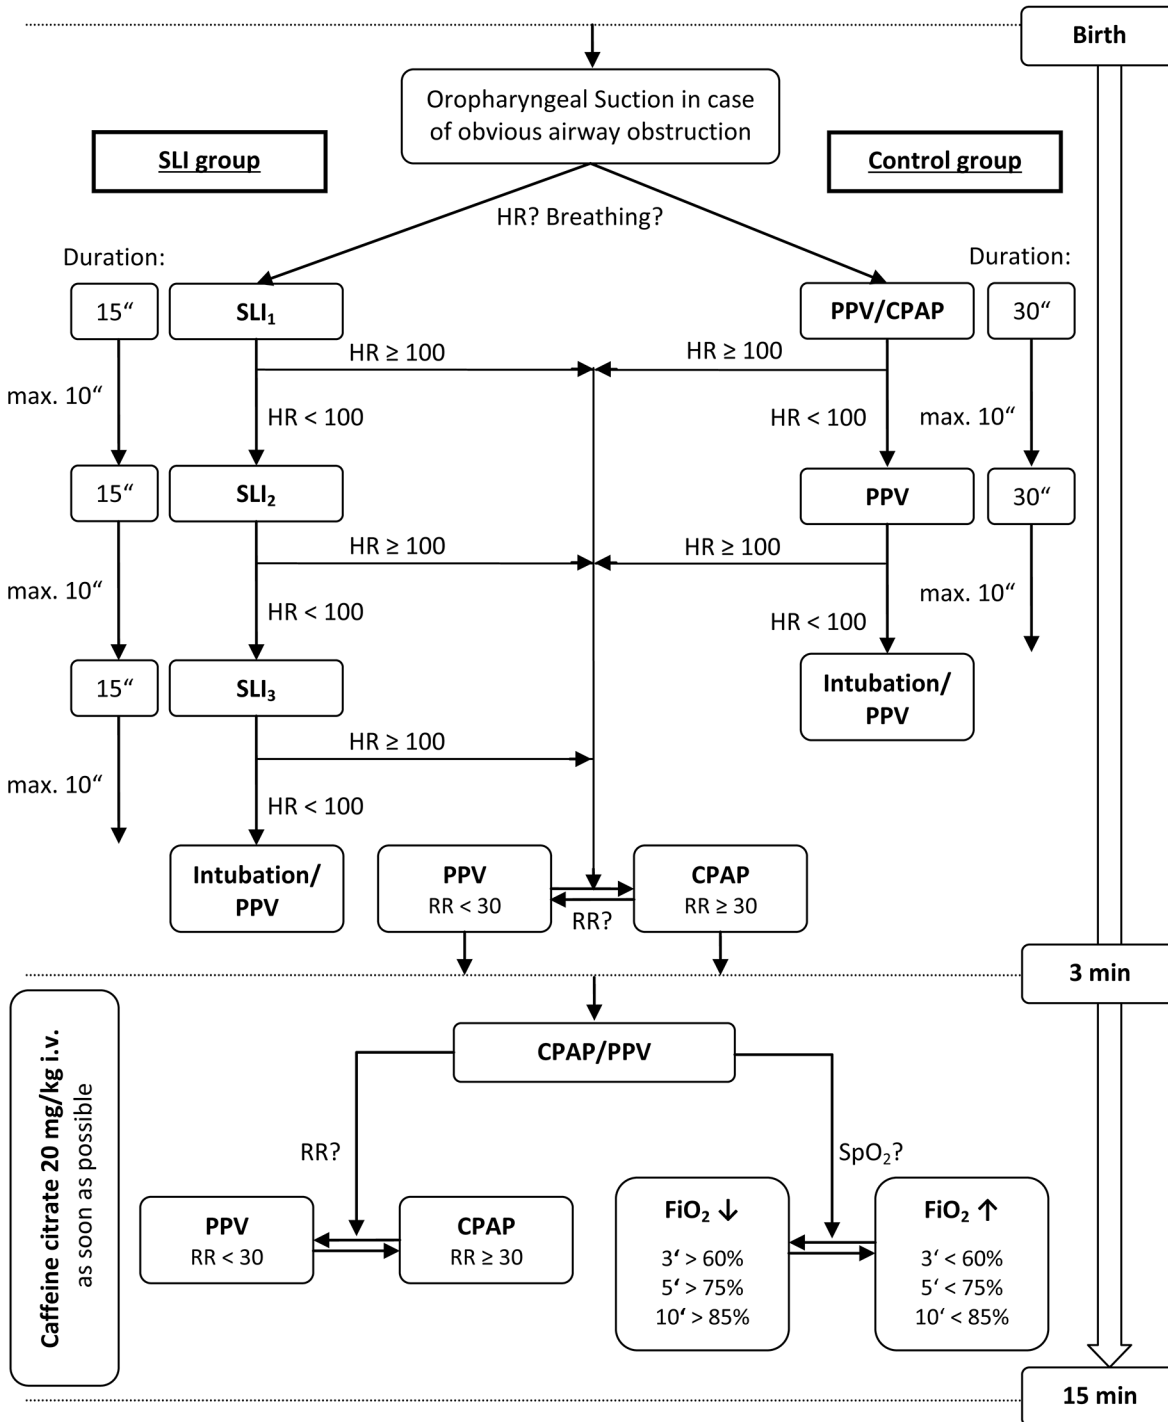 Birth
Oropharyngeal Suction in case
of obvious airway obstruction
SLI group
Control group
HR? Breathing?
Duration:
Duration:
15“
SLI₁
PPV/CPAP
30“
HR ≥ 100
HR ≥ 100
max. 10“
HR < 100
HR < 100
max. 10“
15“
SLI₂
PPV
30“
HR ≥ 100
HR ≥ 100
max. 10“
HR < 100
HR < 100
max. 10“
15“
SLI₃
Intubation/
PPV
HR ≥ 100
max. 10“
HR < 100
Intubation/
PPV
PPV
RR < 30
RR?
CPAP
RR ≥ 30
3 min
Caffeine citrate 20 mg/kg i.v.
as soon as possible
CPAP/PPV
RR?
SpO₂?
PPV
RR < 30
CPAP
RR ≥ 30
FiO₂ ↓
3‘ > 60%
5‘ > 75%
10‘ > 85%
FiO₂ ↑
3‘ < 60%
5‘ < 75%
10‘ < 85%
15 min